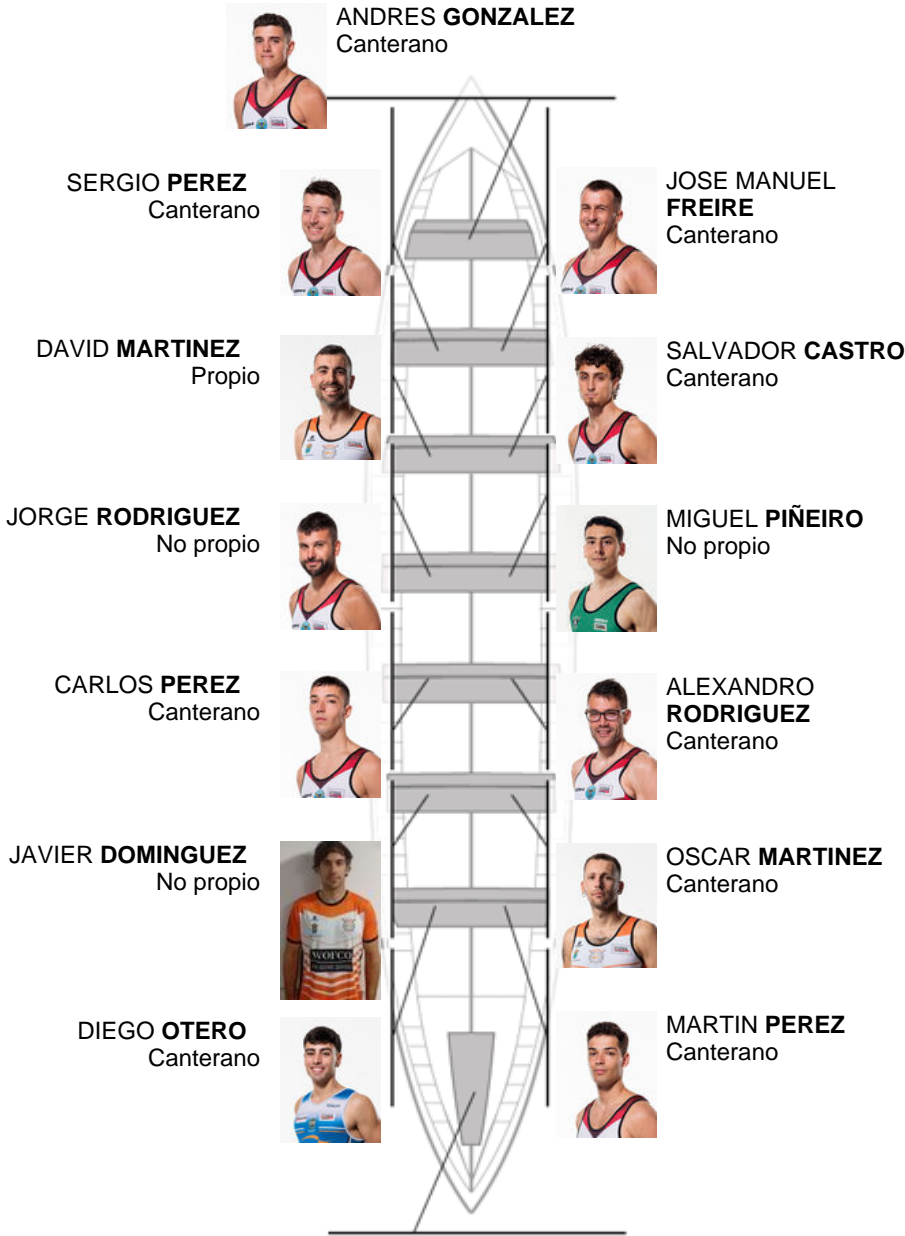 ANDRES GONZALEZ
Canterano
SERGIO PEREZ
Canterano
JOSE MANUEL
FREIRE
Canterano
DAVID MARTINEZ
Propio
SALVADOR CASTRO
Canterano
JORGE RODRIGUEZ
No propio
MIGUEL PIÑEIRO
No propio
CARLOS PEREZ
Canterano
ALEXANDRO
RODRIGUEZ
Canterano
JAVIER DOMINGUEZ
No propio
WOFCO
OSCAR MARTINEZ
Canterano
DIEGO OTERO
Canterano
MARTIN PEREZ
Canterano